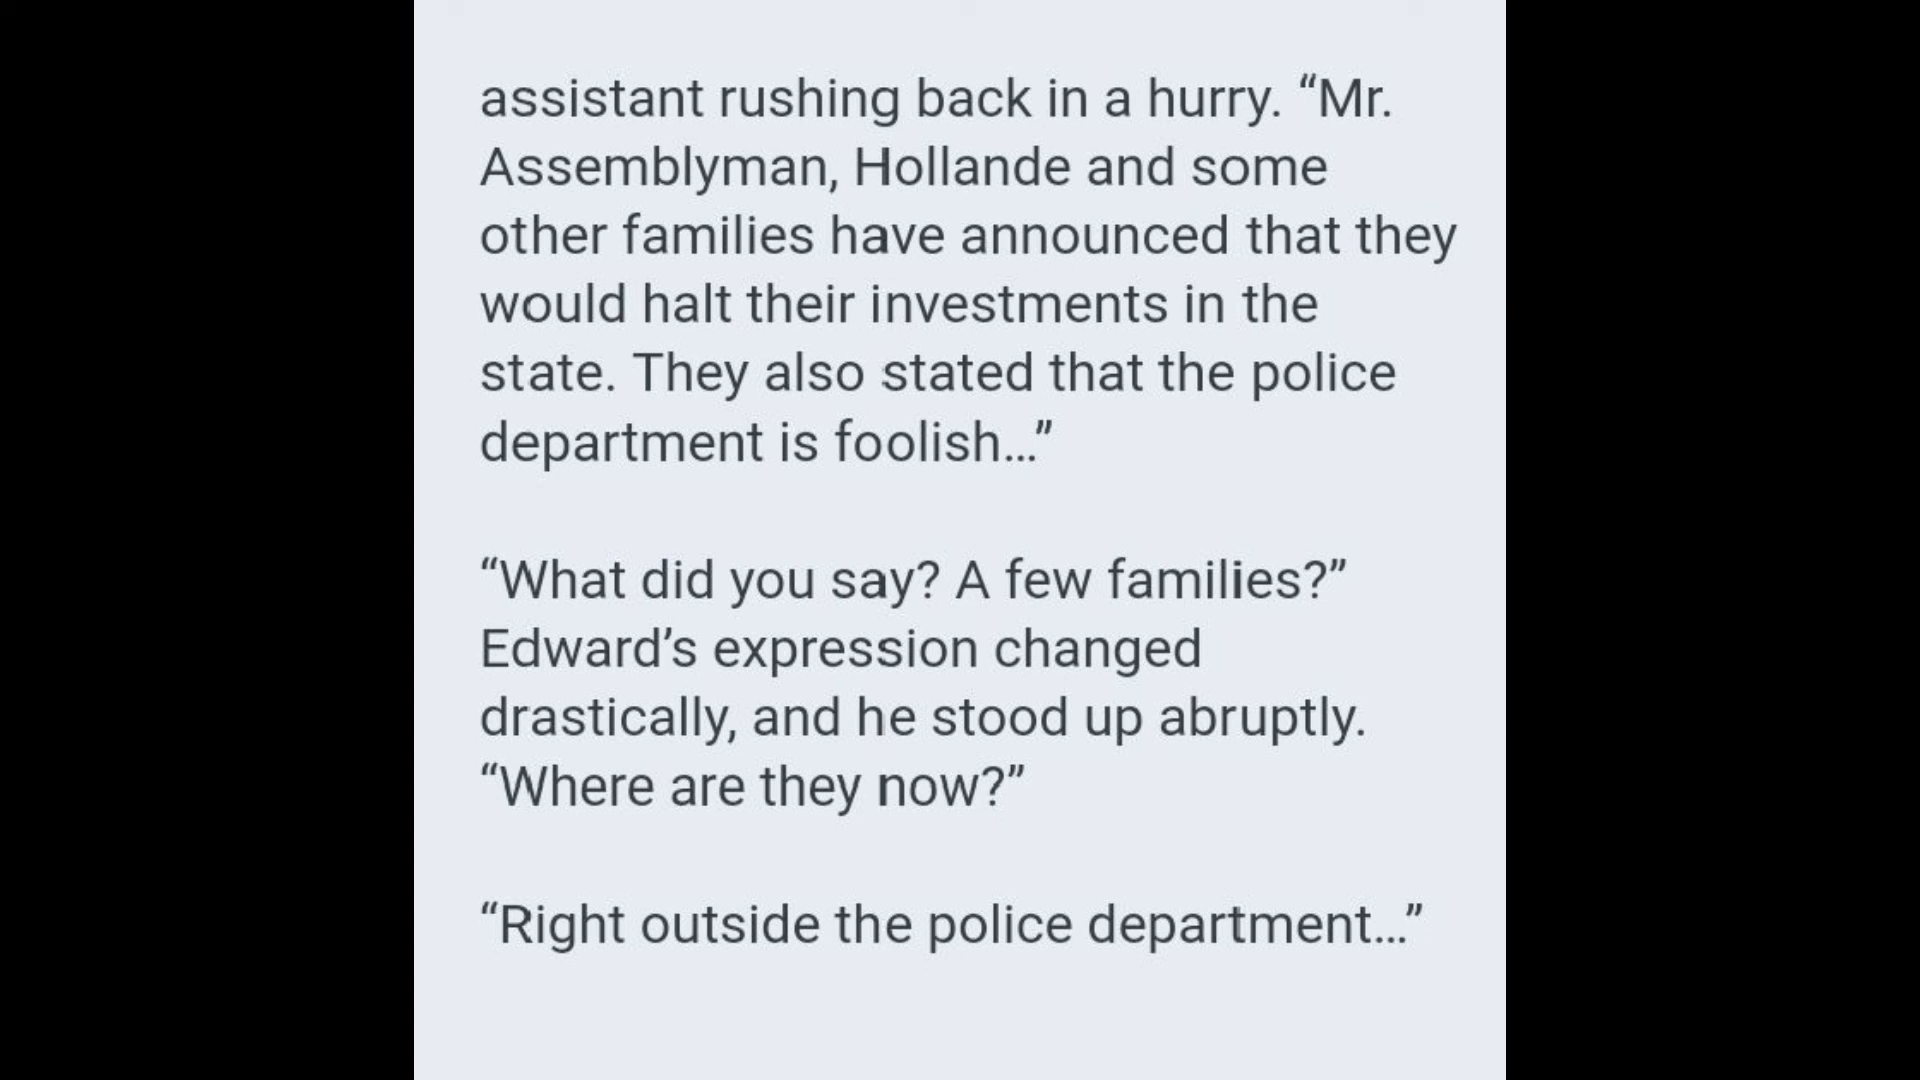 assistant rushing back in a hurry. “Mr.
Assemblyman, Hollande and some
other families have announced that they
would halt their investments in the
state. They also stated that the police
department is foolish…”
“What did you say? A few families?”
Edward’s expression changed
drastically, and he stood up abruptly.
“Where are they now?”
“Right outside the police department…”